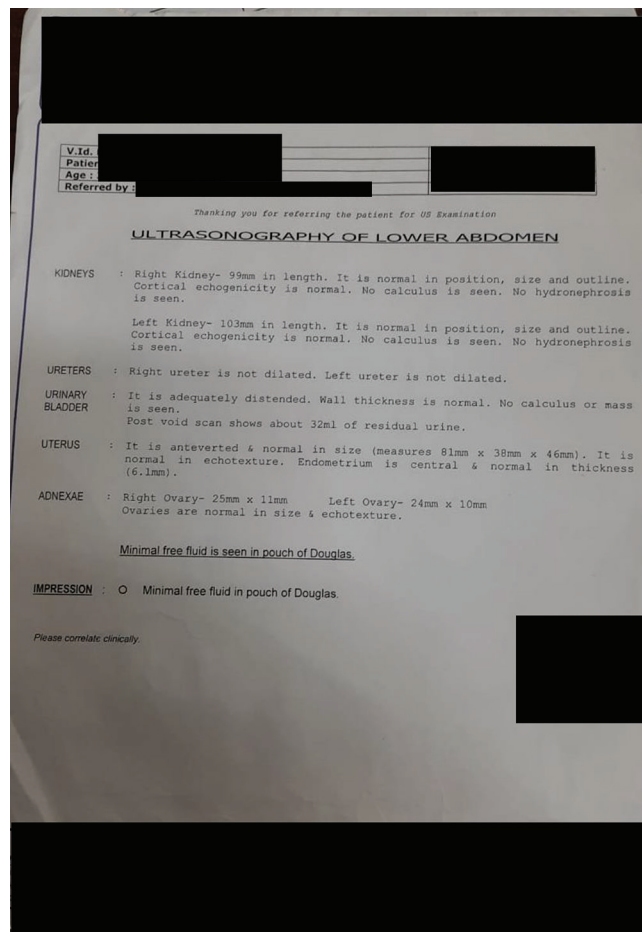 V.Id.
Patien
Age :
Referred by :
Thanking you for referring the patient for US Examination
ULTRASONOGRAPHY OF LOWER ABDOMEN
KIDNEYS : Right Kidney- 99mm in length. It is normal in position, size and outline.
Cortical echogenicity is normal. No calculus is seen. No hydronephrosis
is seen.
Left Kidney- 103mm in length. It is normal in position, size and outline.
Cortical echogenicity is normal. No calculus is seen. No hydronephrosis
is seen.
URETERS : Right ureter is not dilated. Left ureter is not dilated.
URINARY : It is adequately distended. Wall thickness is normal. No calculus or mass
BLADDER is seen.
Post void scan shows about 32ml of residual urine.
UTERUS : It is anteverted & normal in size (measures 81mm x 38mm x 46mm). It is
normal in echotexture. Endometrium is central & normal in thickness
(6.1mm).
ADNEXAE : Right Ovary- 25mm x 11mm Left Ovary- 24mm x 10mm
Ovaries are normal in size & echotexture.
Minimal free fluid is seen in pouch of Douglas.
IMPRESSION : O Minimal free fluid in pouch of Douglas.
Please correlate clinically.